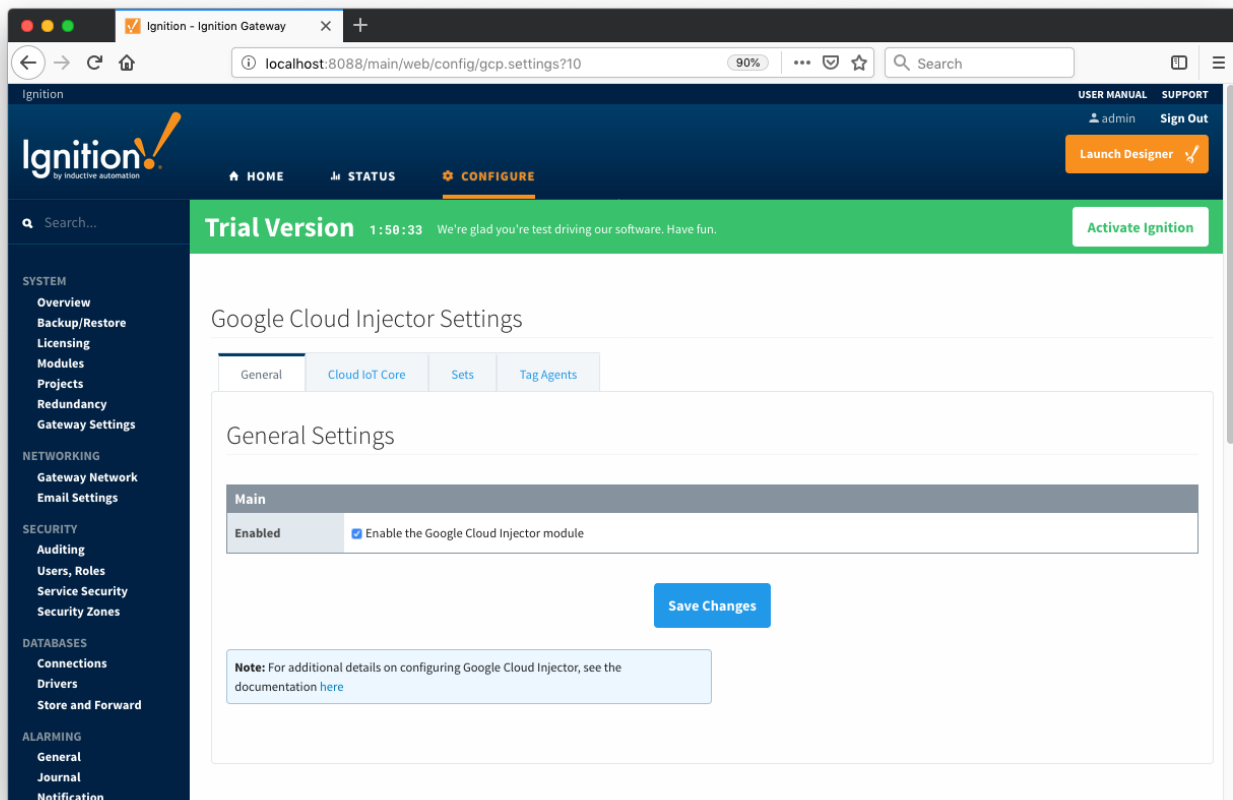 Ignition - Ignition Gateway
localhost:8088/main/web/config/gcp.settings?10
90%
Search
Ignition
USER MANUAL SUPPORT
admin Sign Out
Ignition!
by inductive automation
Launch Designer
HOME STATUS CONFIGURE
Search...
Trial Version 1:50:33 We're glad you're test driving our software. Have fun.
Activate Ignition
SYSTEM
Overview
Backup/Restore
Licensing
Modules
Projects
Redundancy
Gateway Settings
NETWORKING
Gateway Network
Email Settings
SECURITY
Auditing
Users, Roles
Service Security
Security Zones
DATABASES
Connections
Drivers
Store and Forward
ALARMING
General
Journal
Notification
Google Cloud Injector Settings
General Cloud IoT Core Sets Tag Agents
General Settings
Main
Enabled Enable the Google Cloud Injector module
Save Changes
Note: For additional details on configuring Google Cloud Injector, see the
documentation here